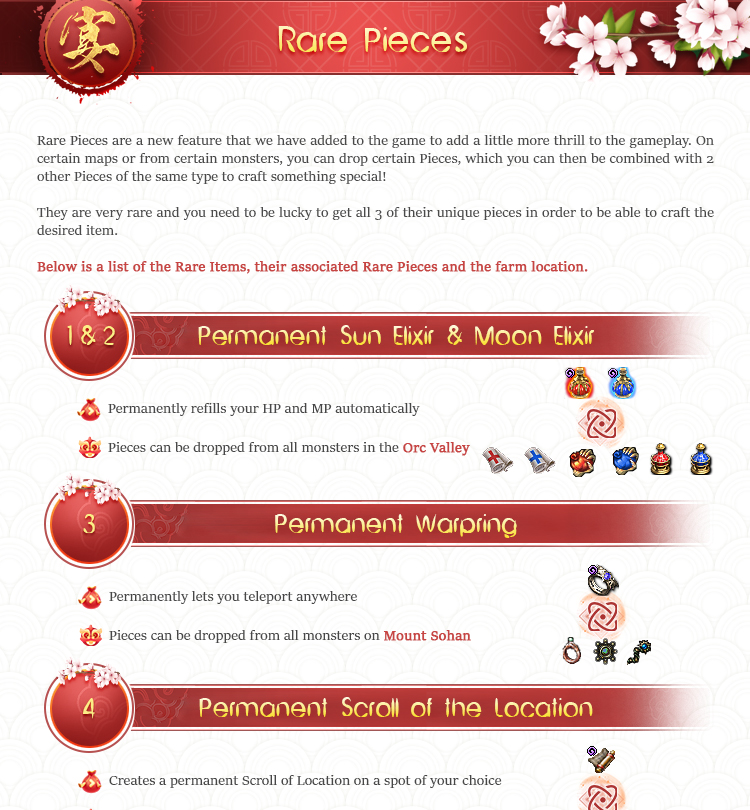 宴
Rare Pieces
Rare Pieces are a new feature that we have added to the game to add a little more thrill to the gameplay. On
certain maps or from certain monsters, you can drop certain Pieces, which you can then be combined with 2
other Pieces of the same type to craft something special!
They are very rare and you need to be lucky to get all 3 of their unique pieces in order to be able to craft the
desired item.
Below is a list of the Rare Items, their associated Rare Pieces and the farm location.
1 & 2
Permanent Sun Elixir & Moon Elixir
Permanently refills your HP and MP automatically
Pieces can be dropped from all monsters in the Orc Valley
3
Permanent Warpring
Permanently lets you teleport anywhere
Pieces can be dropped from all monsters on Mount Sohan
4
Permanent Scroll of the Location
Creates a permanent Scroll of Location on a spot of your choice